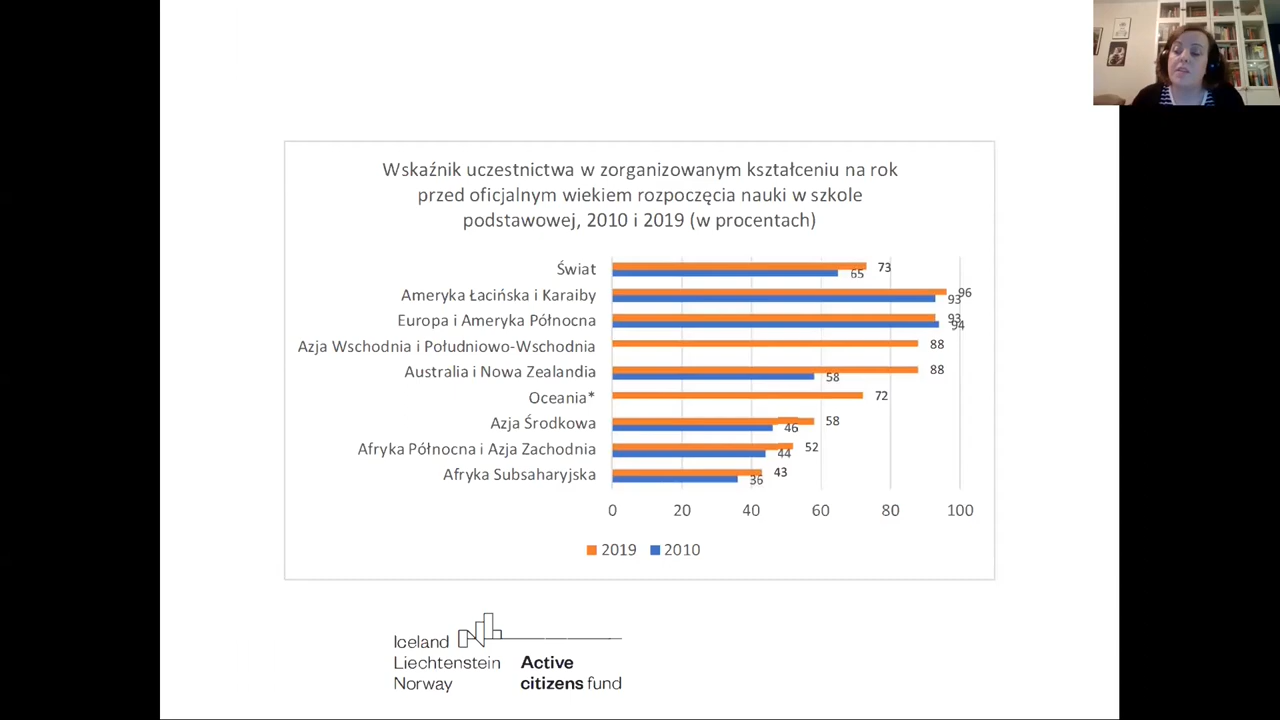 Wskaźnik uczestnictwa w zorganizowanym kształceniu na rok
przed oficjalnym wiekiem rozpoczęcia nauki w szkole
podstawowej, 2010 i 2019 (w procentach)
Świat 73
65
Ameryka Łacińska i Karaiby 96
93
Europa i Ameryka Północna 93
94
Azja Wschodnia i Południowo-Wschodnia 88
Australia i Nowa Zealandia 88
58
Oceania* 72
Azja Środkowa 58
46
Afryka Północna i Azja Zachodnia 52
44
Afryka Subsaharyjska 43
36
0 20 40 60 80 100
2019 2010
Iceland
Liechtenstein Active
Norway citizens fund